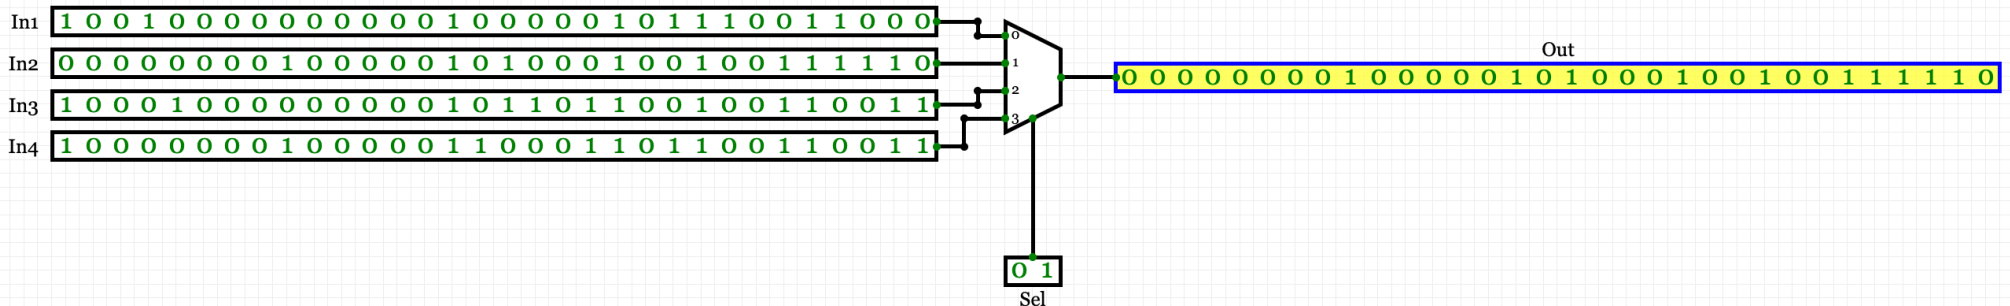 In1 1 0 0 1 0 0 0 0 0 0 0 0 0 0 1 0 0 0 0 0 1 0 1 1 1 0 0 1 1 0 0 0
0
Out
In2 0 0 0 0 0 0 0 0 1 0 0 0 0 0 1 0 1 0 0 0 1 0 0 1 0 0 1 1 1 1 1 0
1
0 0 0 0 0 0 0 0 1 0 0 0 0 0 1 0 1 0 0 0 1 0 0 1 0 0 1 1 1 1 1 0
In3 1 0 0 0 1 0 0 0 0 0 0 0 0 0 1 0 1 1 0 1 1 0 0 1 0 0 1 1 0 0 1 1
2
3
In4 1 0 0 0 0 0 0 0 1 0 0 0 0 0 1 1 0 0 0 1 1 0 1 1 0 0 1 1 0 0 1 1
0 1
Sel